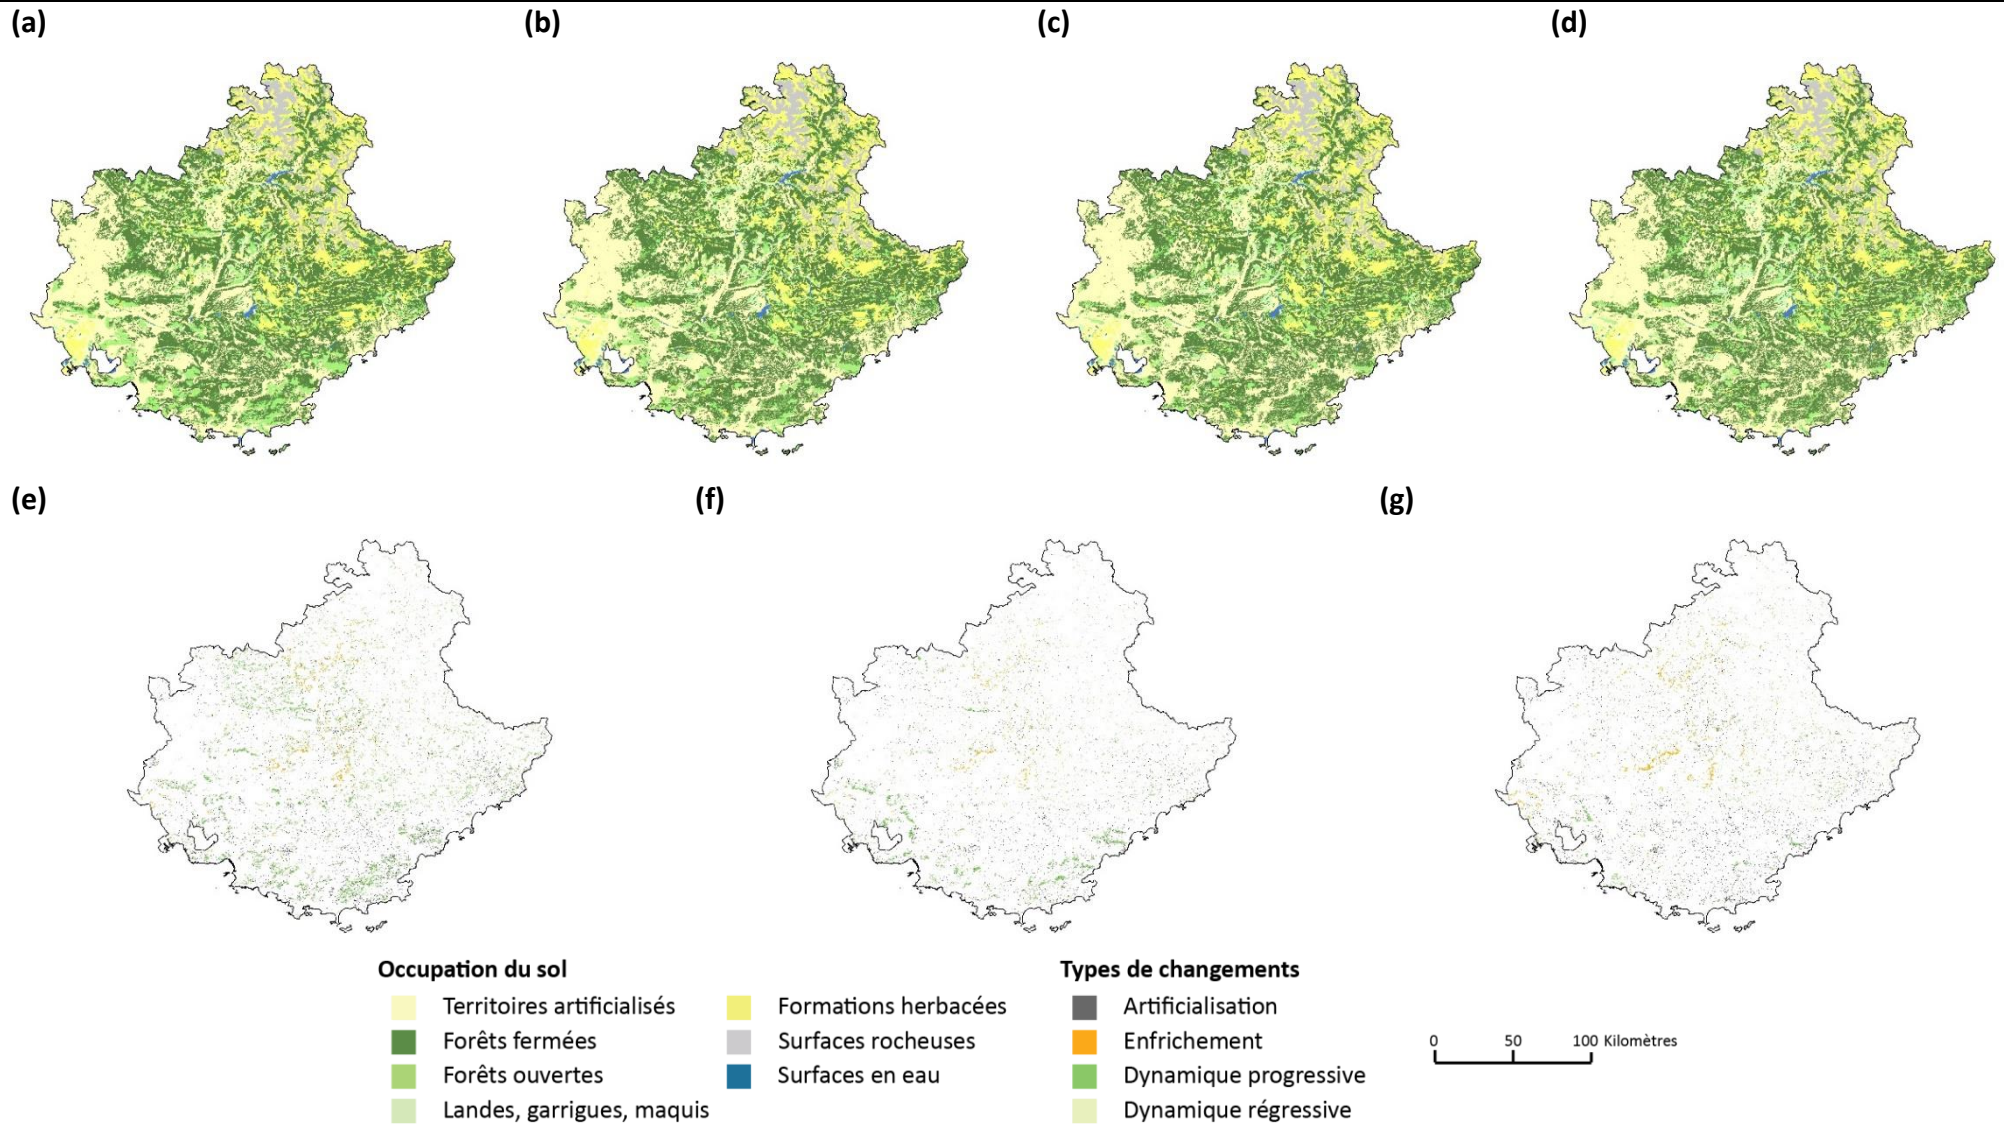 (a) (b) (c) (d)
(e) (f) (g)
Occupation du sol
Territoires artificialisés
Forêts fermées
Forêts ouvertes
Landes, garrigues, maquis
Formations herbacées
Surfaces rocheuses
Surfaces en eau
Types de changements
Artificialisation
Enfrichement
Dynamique progressive
Dynamique régressive
0 50 100 Kilomètres